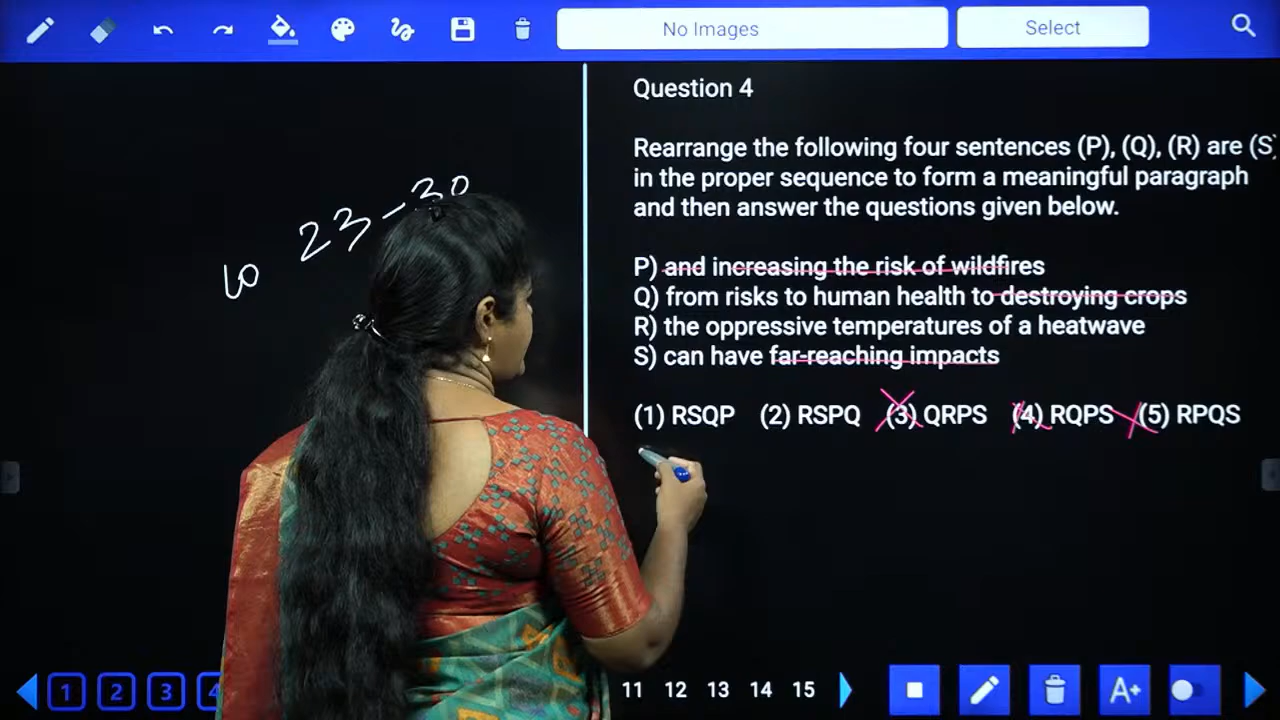 No Images
Select
Question 4
Rearrange the following four sentences (P), (Q), (R) are (S
in the proper sequence to form a meaningful paragraph
and then answer the questions given below.
23-30
10
P) and increasing the risk of wildfires
Q) from risks to human health to destroying crops
R) the oppressive temperatures of a heatwave
S) can have far-reaching impacts
(1) RSQP (2) RSPQ (3) QRPS (4) RQPS (5) RPQS
1 2 3 4 11 12 13 14 15
A+